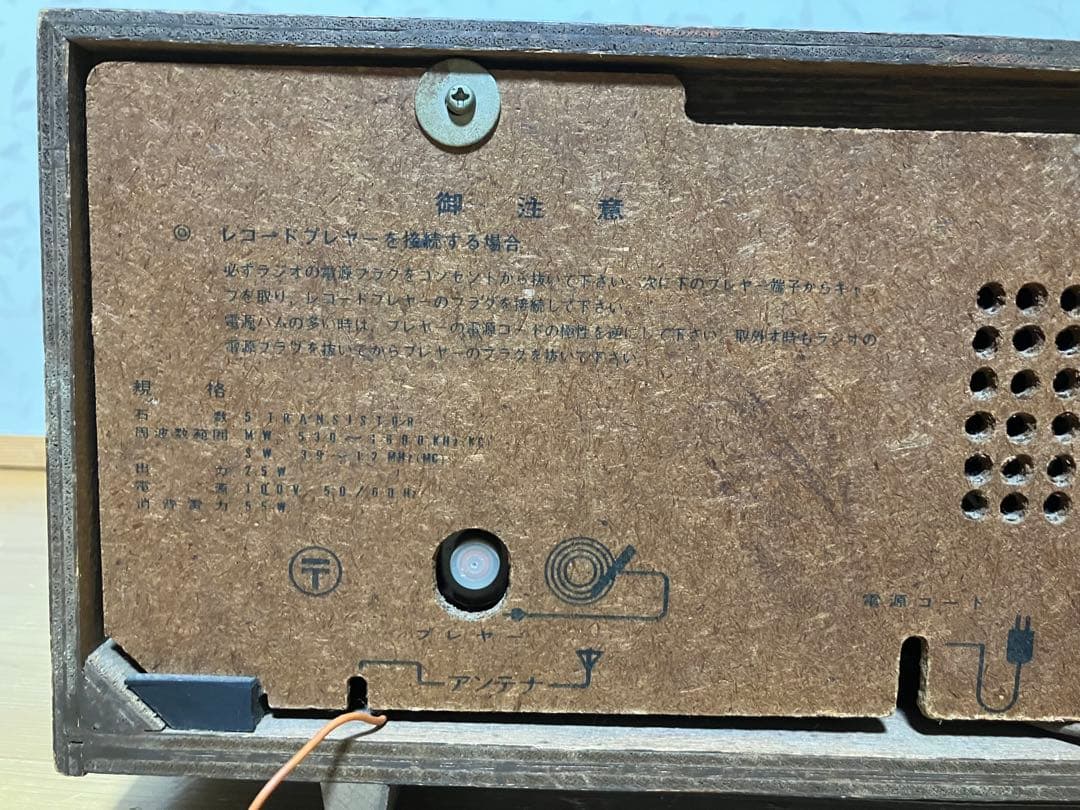 御注意
◎ レコードプレヤーを接続する場合
必ずラジオの電源プラグをコンセントから抜いて下さい、次に下のプレヤー端子からキャ
プを取り、レコードプレヤーのプラグを接続して下さい。
電源ハムの多い時は、プレヤーの電源コードの極性を逆にして下さい、取外す時もラジオの
電源プラグを抜いてからプレヤーのプラグを抜いて下さい。
規格
石数 5 TRANSISTOR
周波数範囲 MW. 530～1600KHz(KC)
SW. 3.9～12MHz(MC)
出力
電源 100V 50/60Hz
消費電力
〒
プレヤー
電源コード
アンテナ